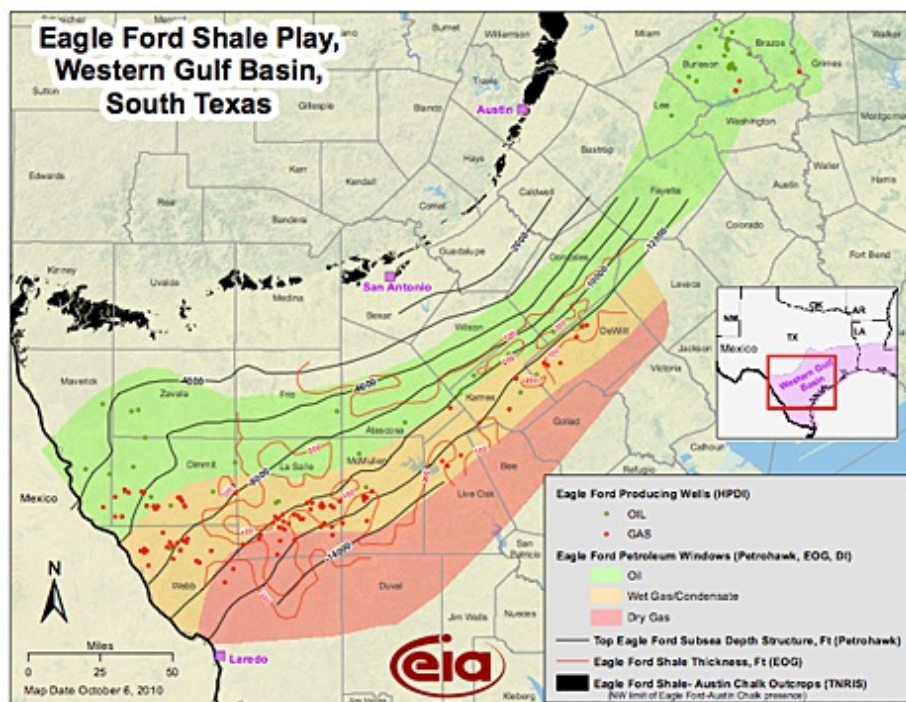 Eagle Ford Shale Play,
Western Gulf Basin,
South Texas
Burnet
Williamson
Milam
Brazos
Grimes
Walker
Burleson
Sutton
Gillespie
Travis
Blanco
Austin
Lee
Washington
Montgomery
Edwards
Kerr
Hays
Bastrop
Waller
Harris
Real
Kendall
Bandera
Comal
Caldwell
Fayette
Austin
Colorado
Guadalupe
-2000
Gonzales
-10000
-12000
Fort Bend
Kinney
Uvalde
Medina
San Antonio
Bexar
Lavaca
Wilson
DeWitt
NM
OK
AR
LA
TX
Mexico
Western Gulf
Basin
Maverick
Zavala
-4000
Frio
-6000
Atascosa
Karnes
Jackson
Victoria
Goliad
Calhoun
Mexico
Dimmit
La Salle
-8000
McMullen
Bee
Live Oak
Refugio
San
Patricio
Webb
-14000
Duval
Jim Wells
Nueces
Kleberg
Laredo
Eagle Ford Producing Wells (HPDI)
OIL
GAS
Eagle Ford Petroleum Windows (Petrohawk, EOG, DI)
Oil
Wet Gas/Condensate
Dry Gas
Top Eagle Ford Subsea Depth Structure, Ft (Petrohawk)
Eagle Ford Shale Thickness, Ft (EOG)
Eagle Ford Shale- Austin Chalk Outcrops (TNRIS)
(NW limit of Eagle Ford-Austin Chalk presence)
N
Miles
0 25 50
Map Date October 6, 2010
eia